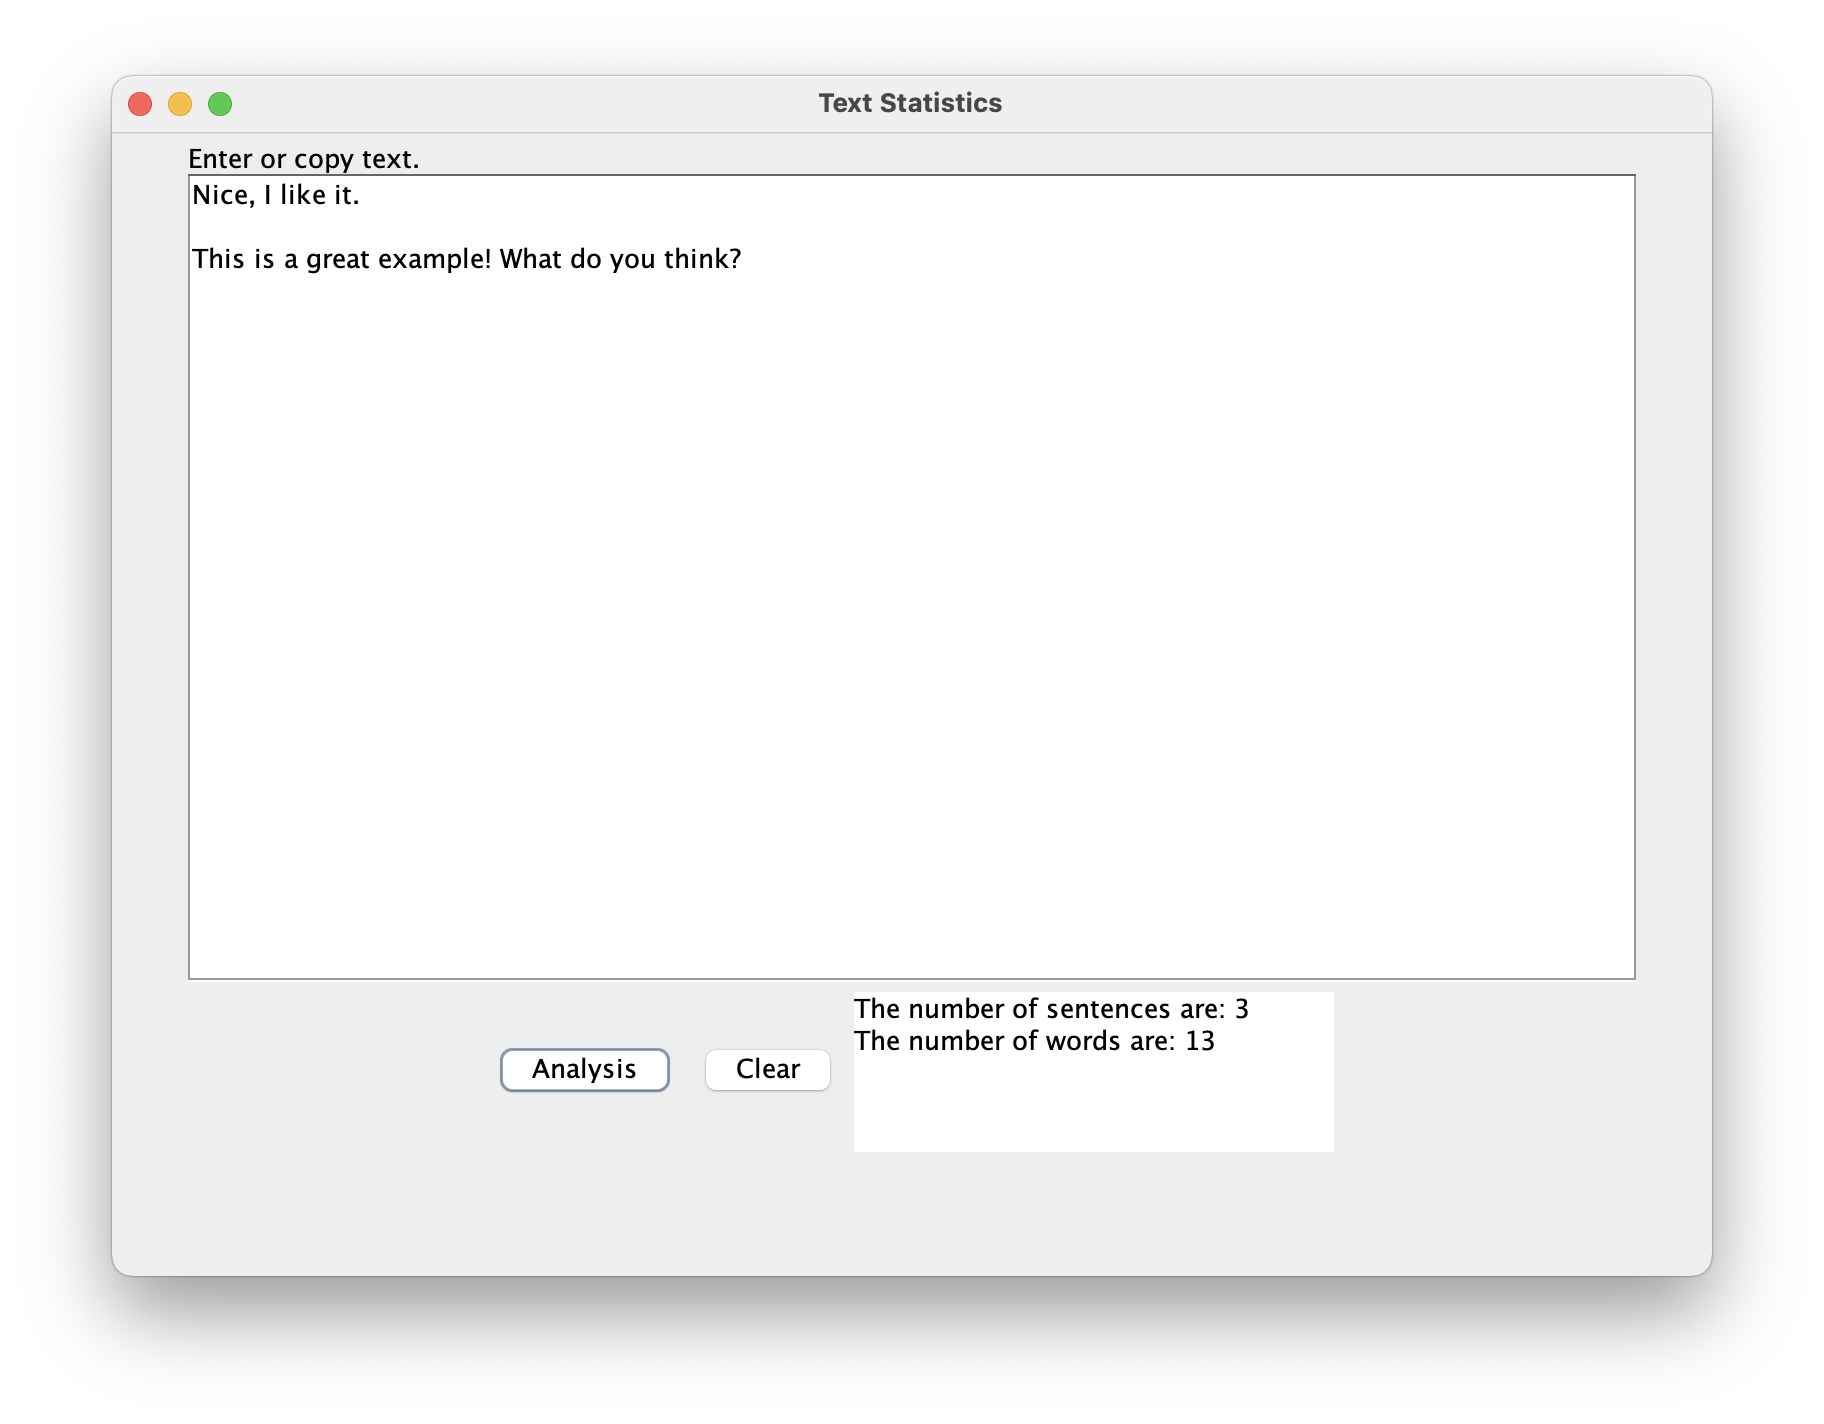 Text Statistics
Enter or copy text.
Nice, I like it.
This is a great example! What do you think?
The number of sentences are: 3
The number of words are: 13
Analysis
Clear